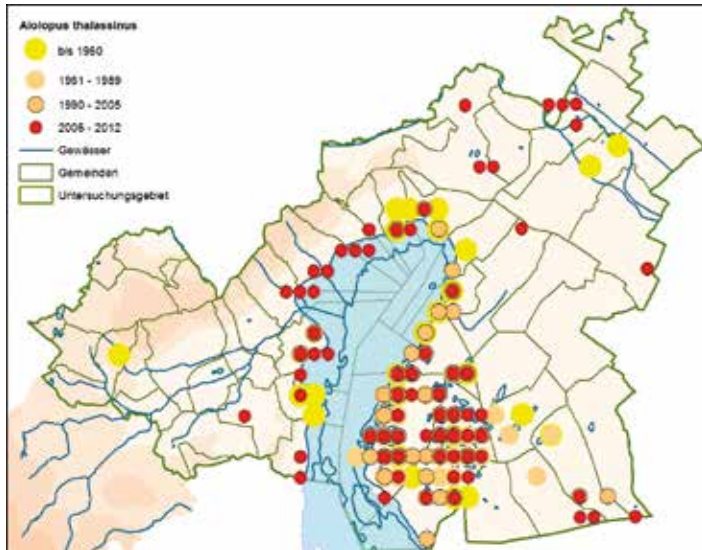 Aiolopus thalassinus
bis 1960
1961 - 1989
1990 - 2005
2006 - 2012
Gewässer
Gemeinden
Untersuchungsgebiet